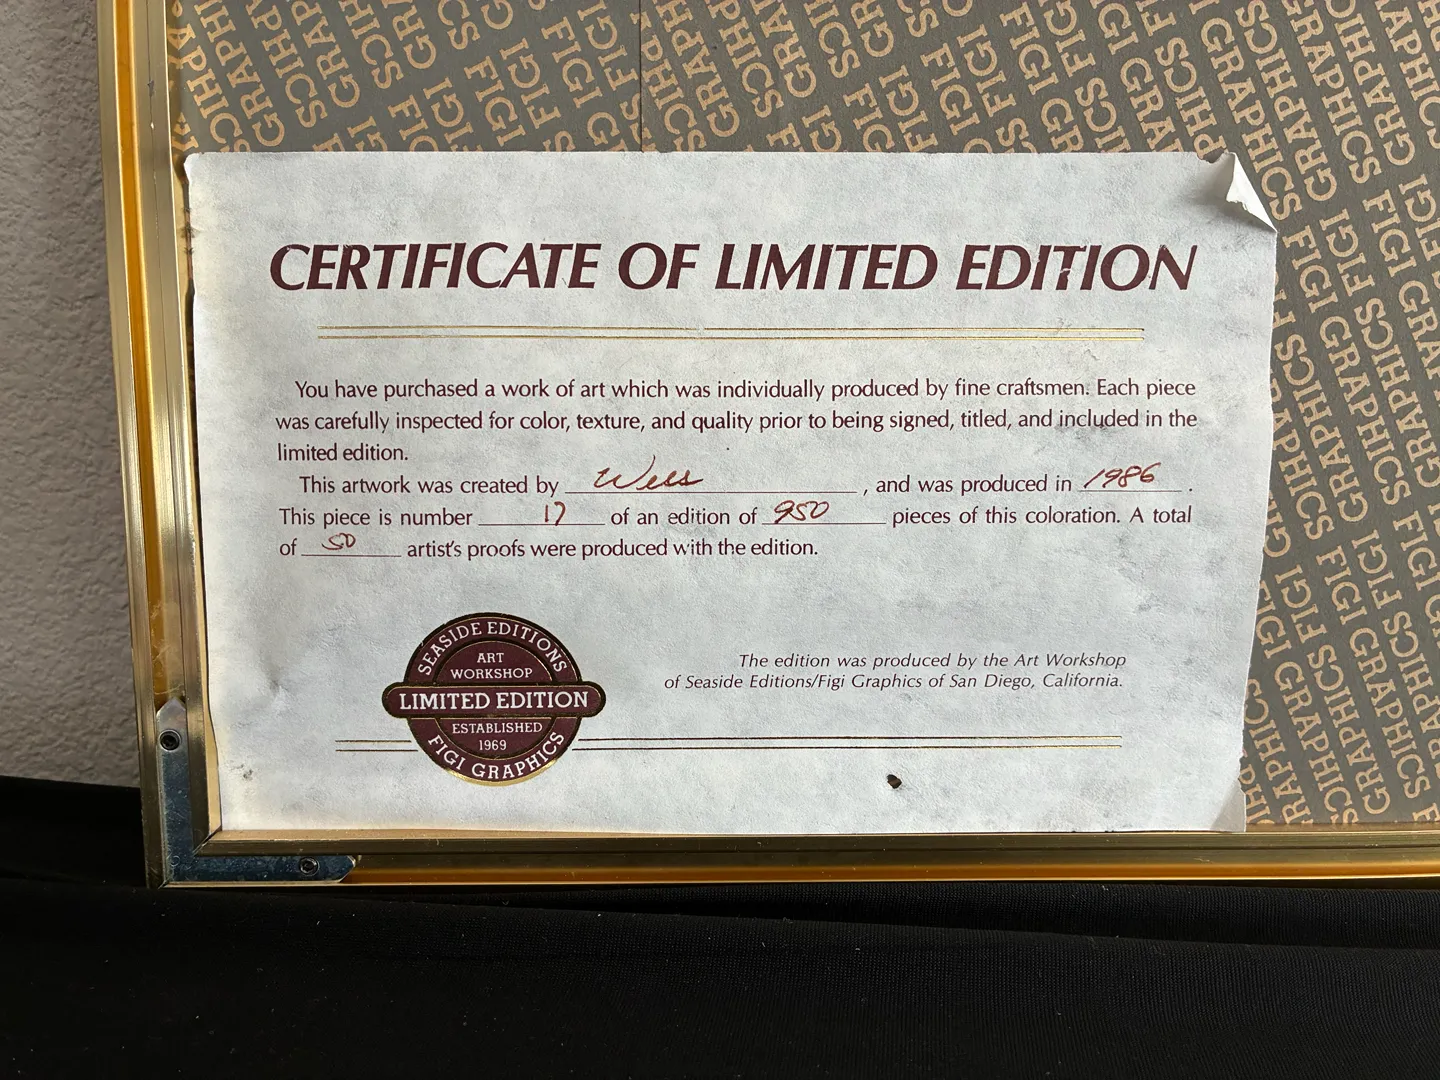 FIGI GRAPHICS
CERTIFICATE OF LIMITED EDITION
You have purchased a work of art which was individually produced by fine craftsmen. Each piece
was carefully inspected for color, texture, and quality prior to being signed, titled, and included in the
limited edition.
This artwork was created by Wells, and was produced in 1986.
This piece is number 17 of an edition of 950 pieces of this coloration. A total
of 50 artist's proofs were produced with the edition.
SEASIDE EDITIONS
ART
WORKSHOP
LIMITED EDITION
ESTABLISHED
1969
FIGI GRAPHICS
The edition was produced by the Art Workshop
of Seaside Editions/Figi Graphics of San Diego, California.